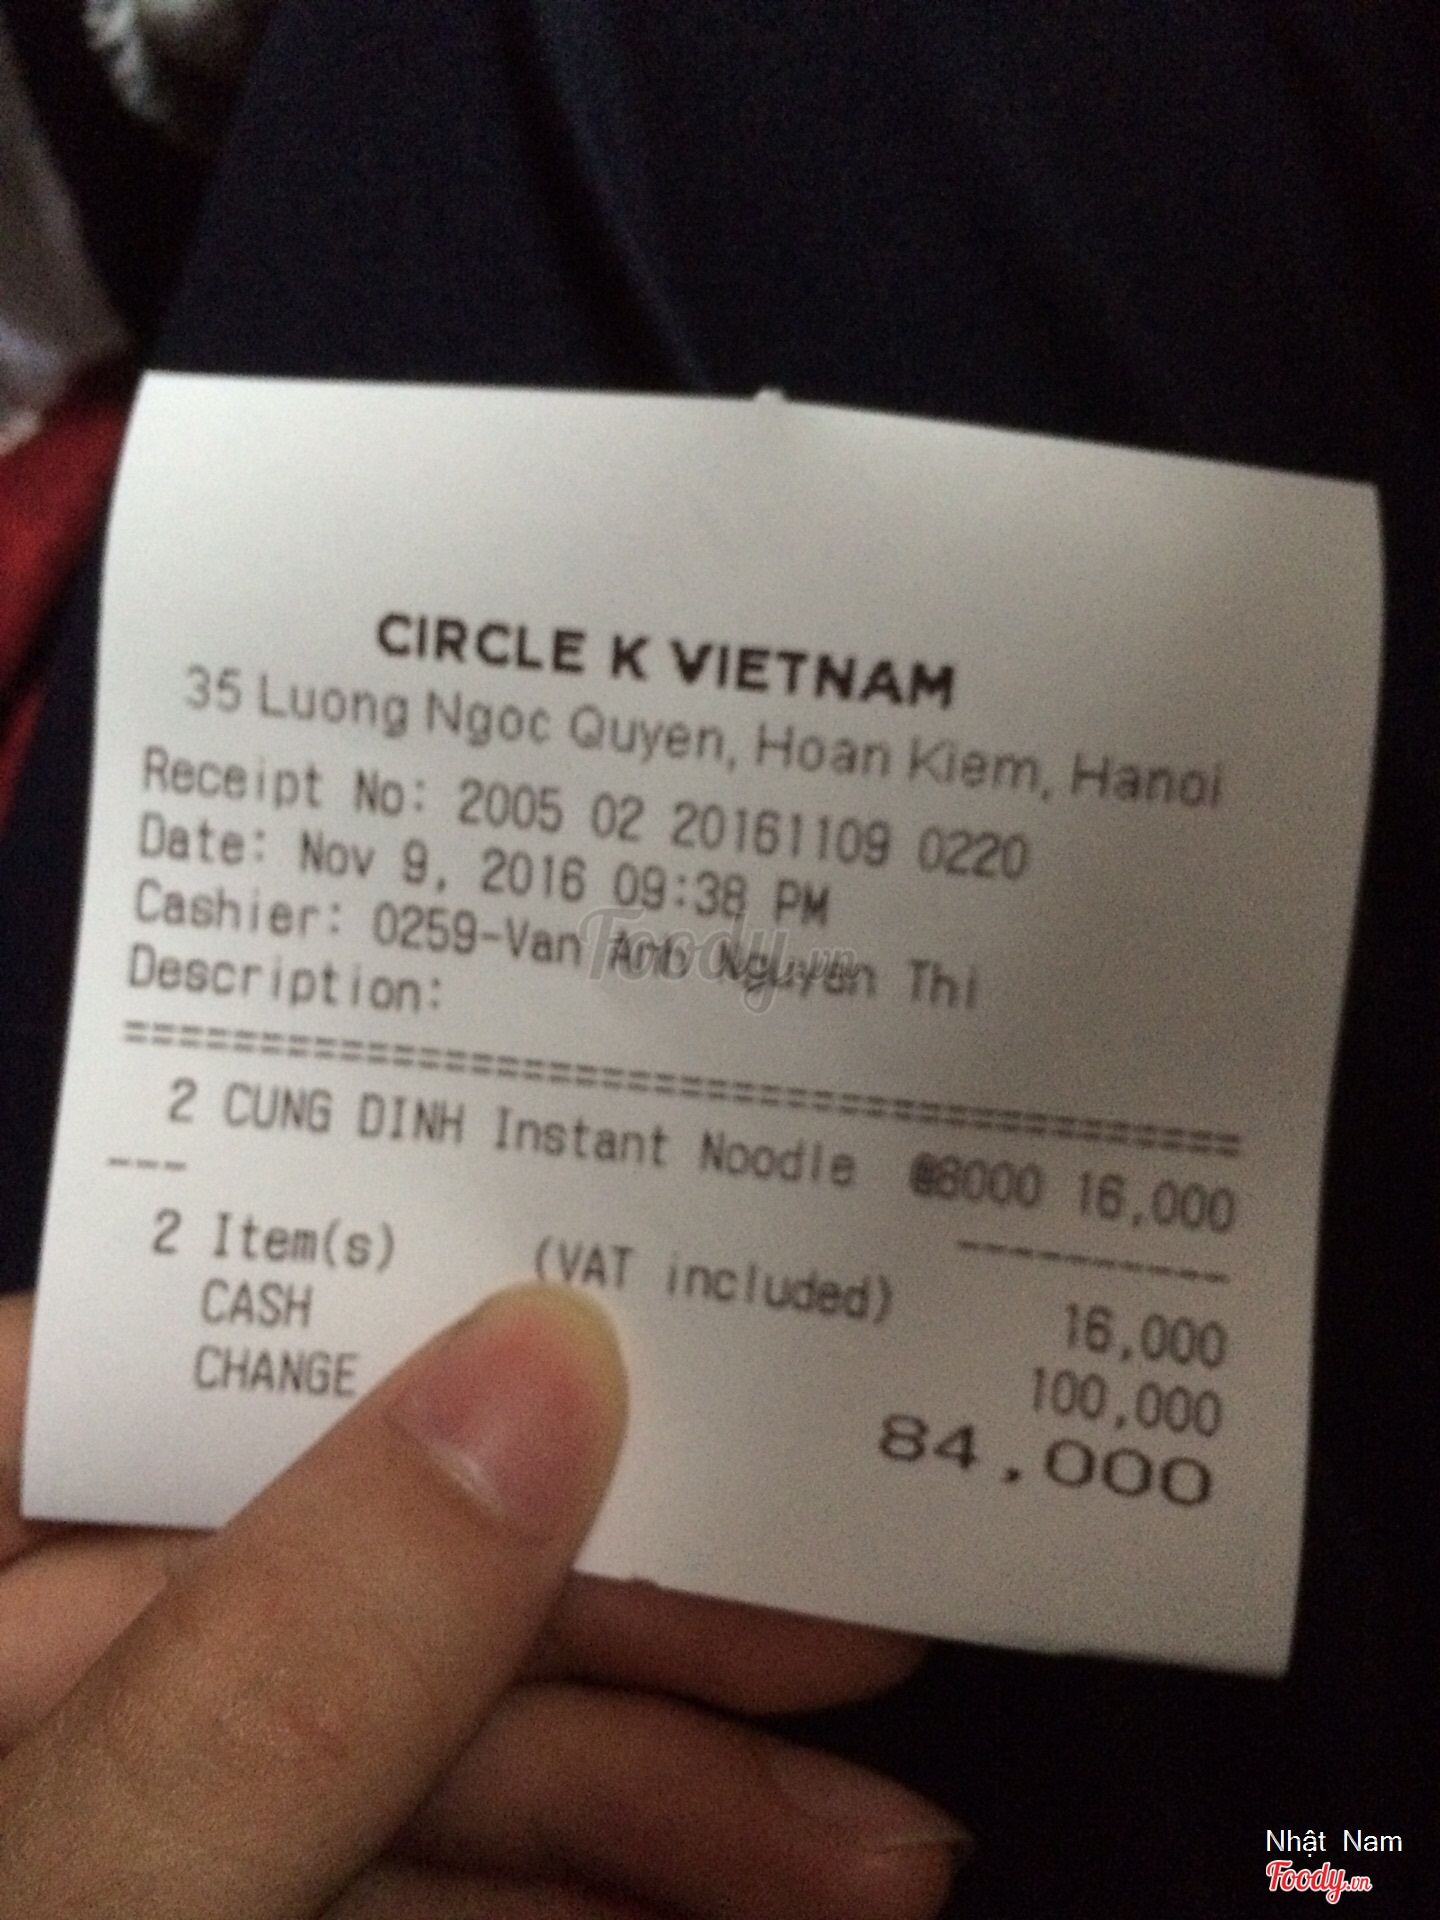 CIRCLE K VIETNAM
35 Luong Ngoc Quyen, Hoan Kiem, Hanoi
Receipt No: 2005 02 20161109 0220
Date: Nov 9, 2016 09:38 PM
Cashier: 0259-Van Anh Nguyen Thi
Foody.vn
Description:
========================================
2 CUNG DINH Instant Noodle @8000 16,000
--- ----------
2 Item(s) (VAT included) 16,000
CASH 100,000
CHANGE 84,000
Nhật Nam
Foody.vn